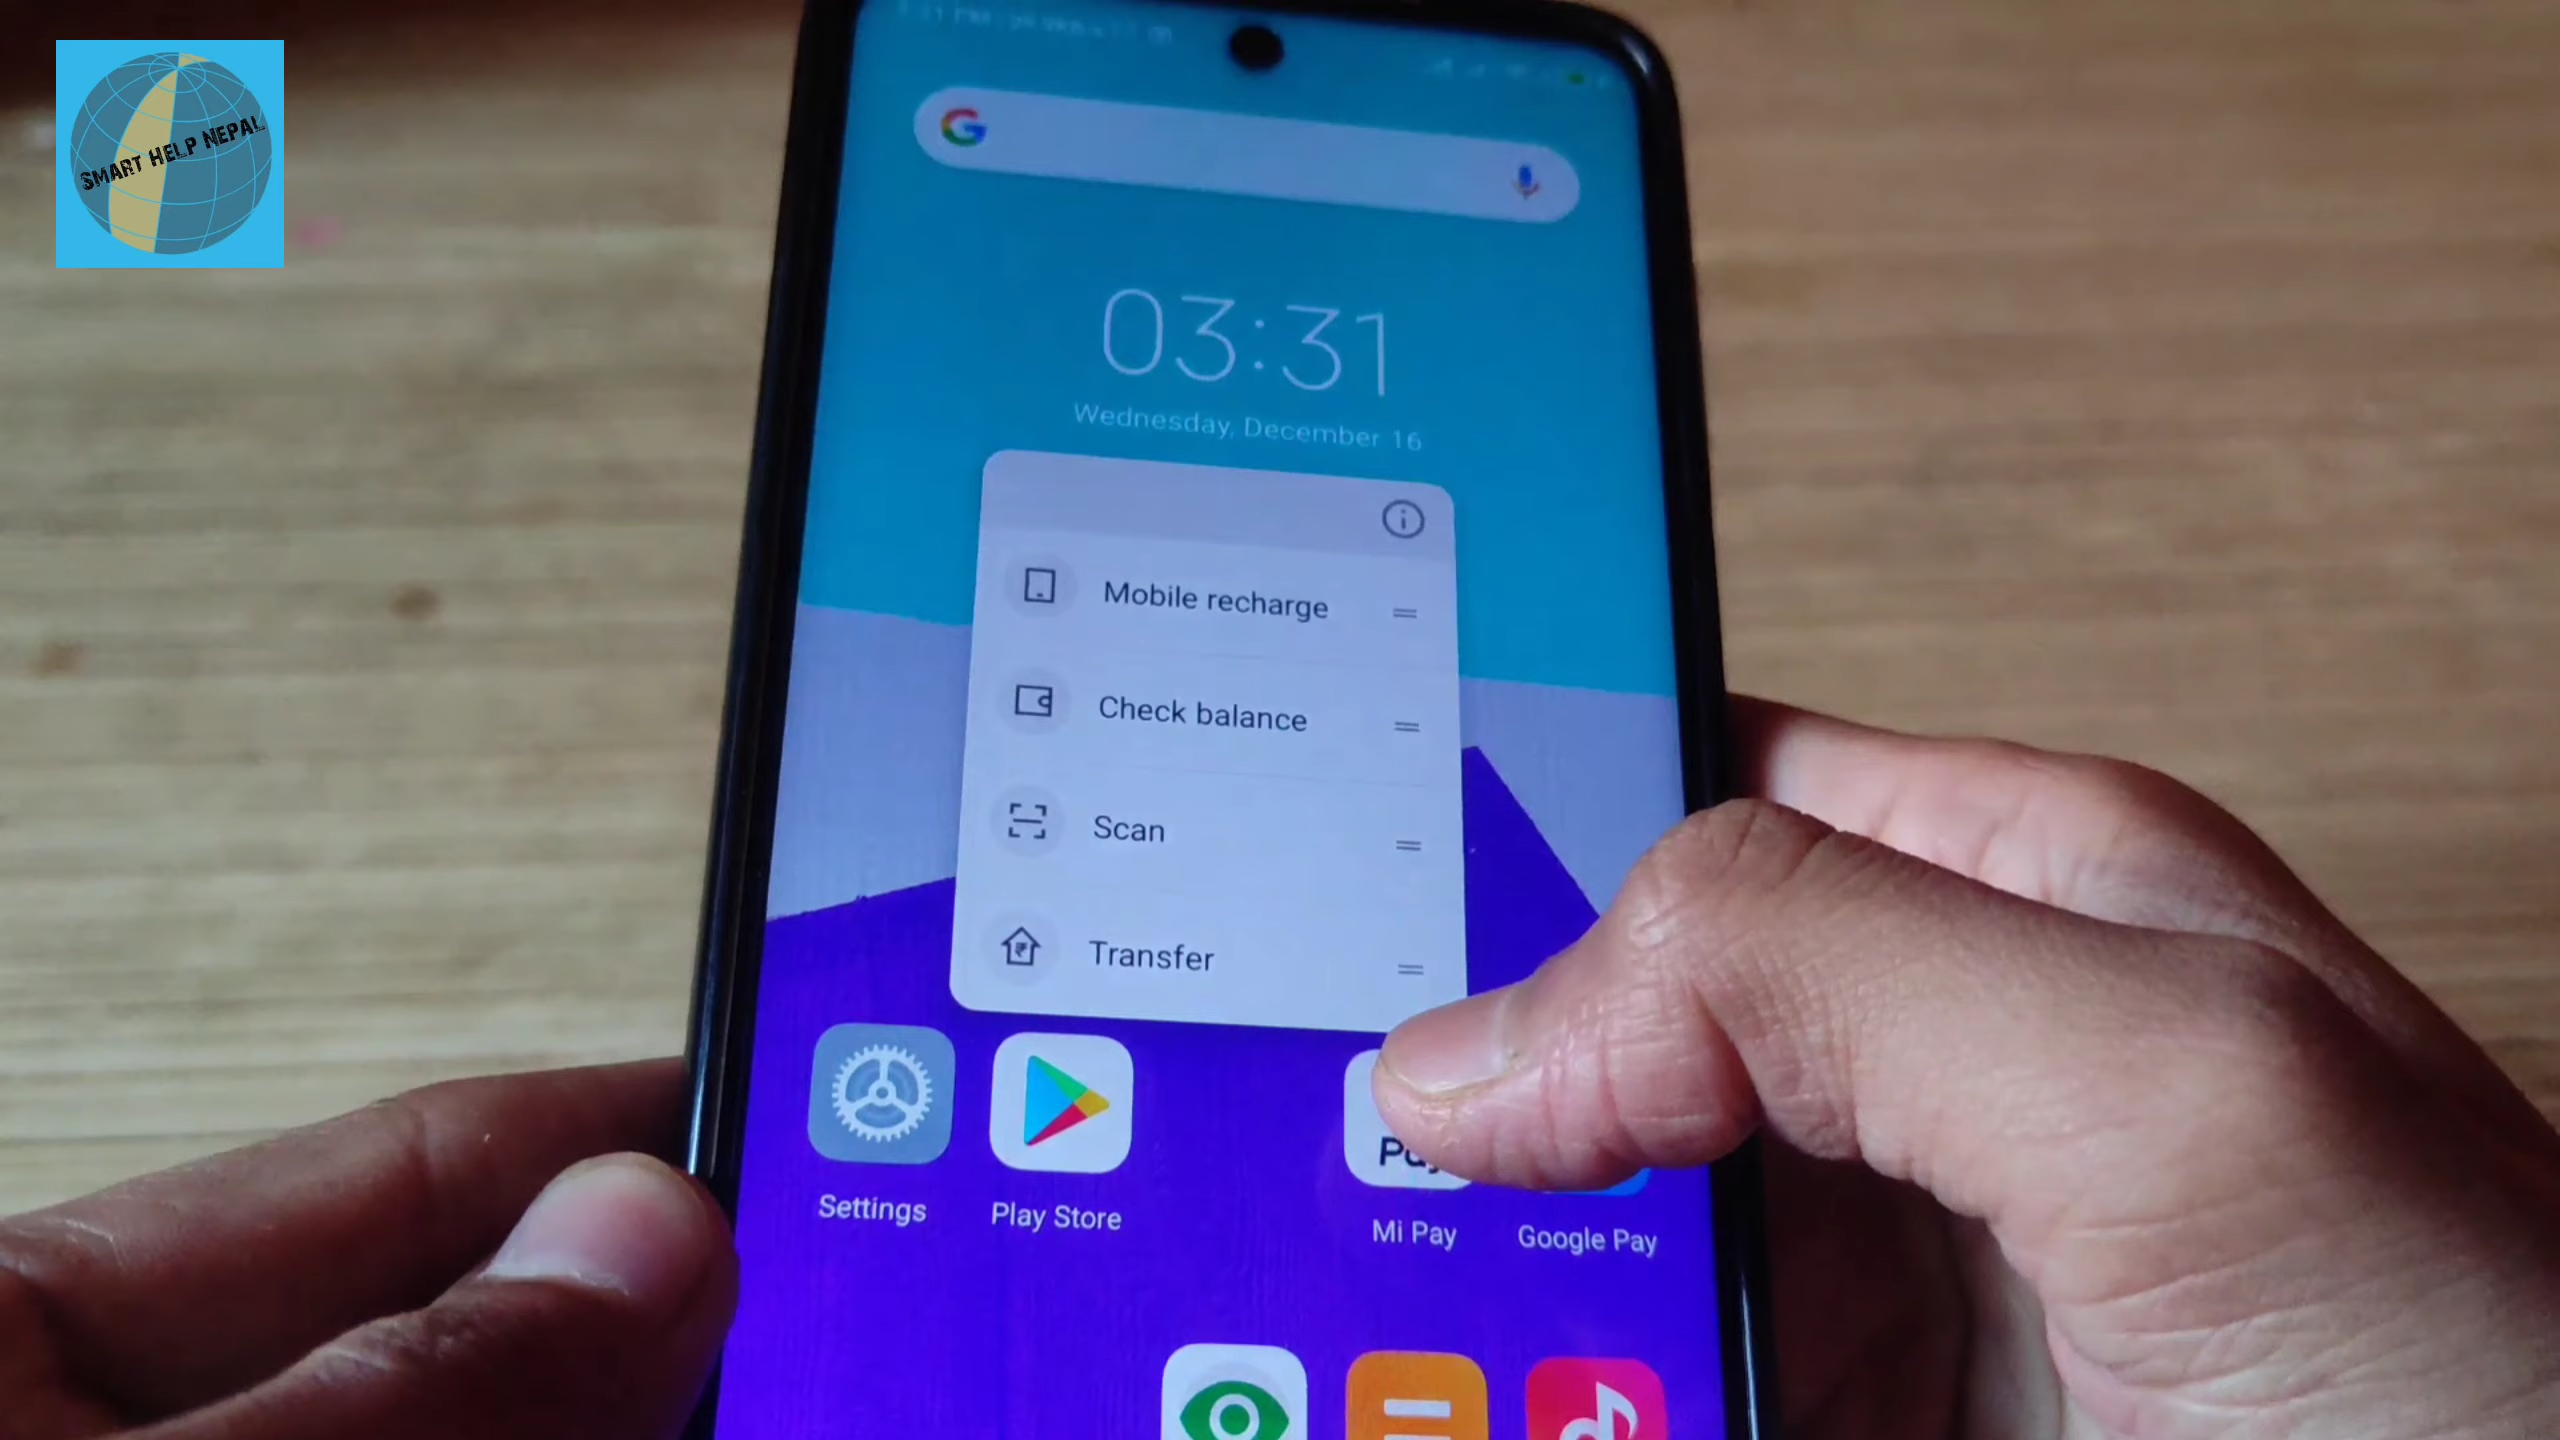 SMART HELP NEPAL
03:31
Wednesday, December 16
Mobile recharge
Check balance
Scan
Transfer
Settings
Play Store
Mi Pay
Google Pay